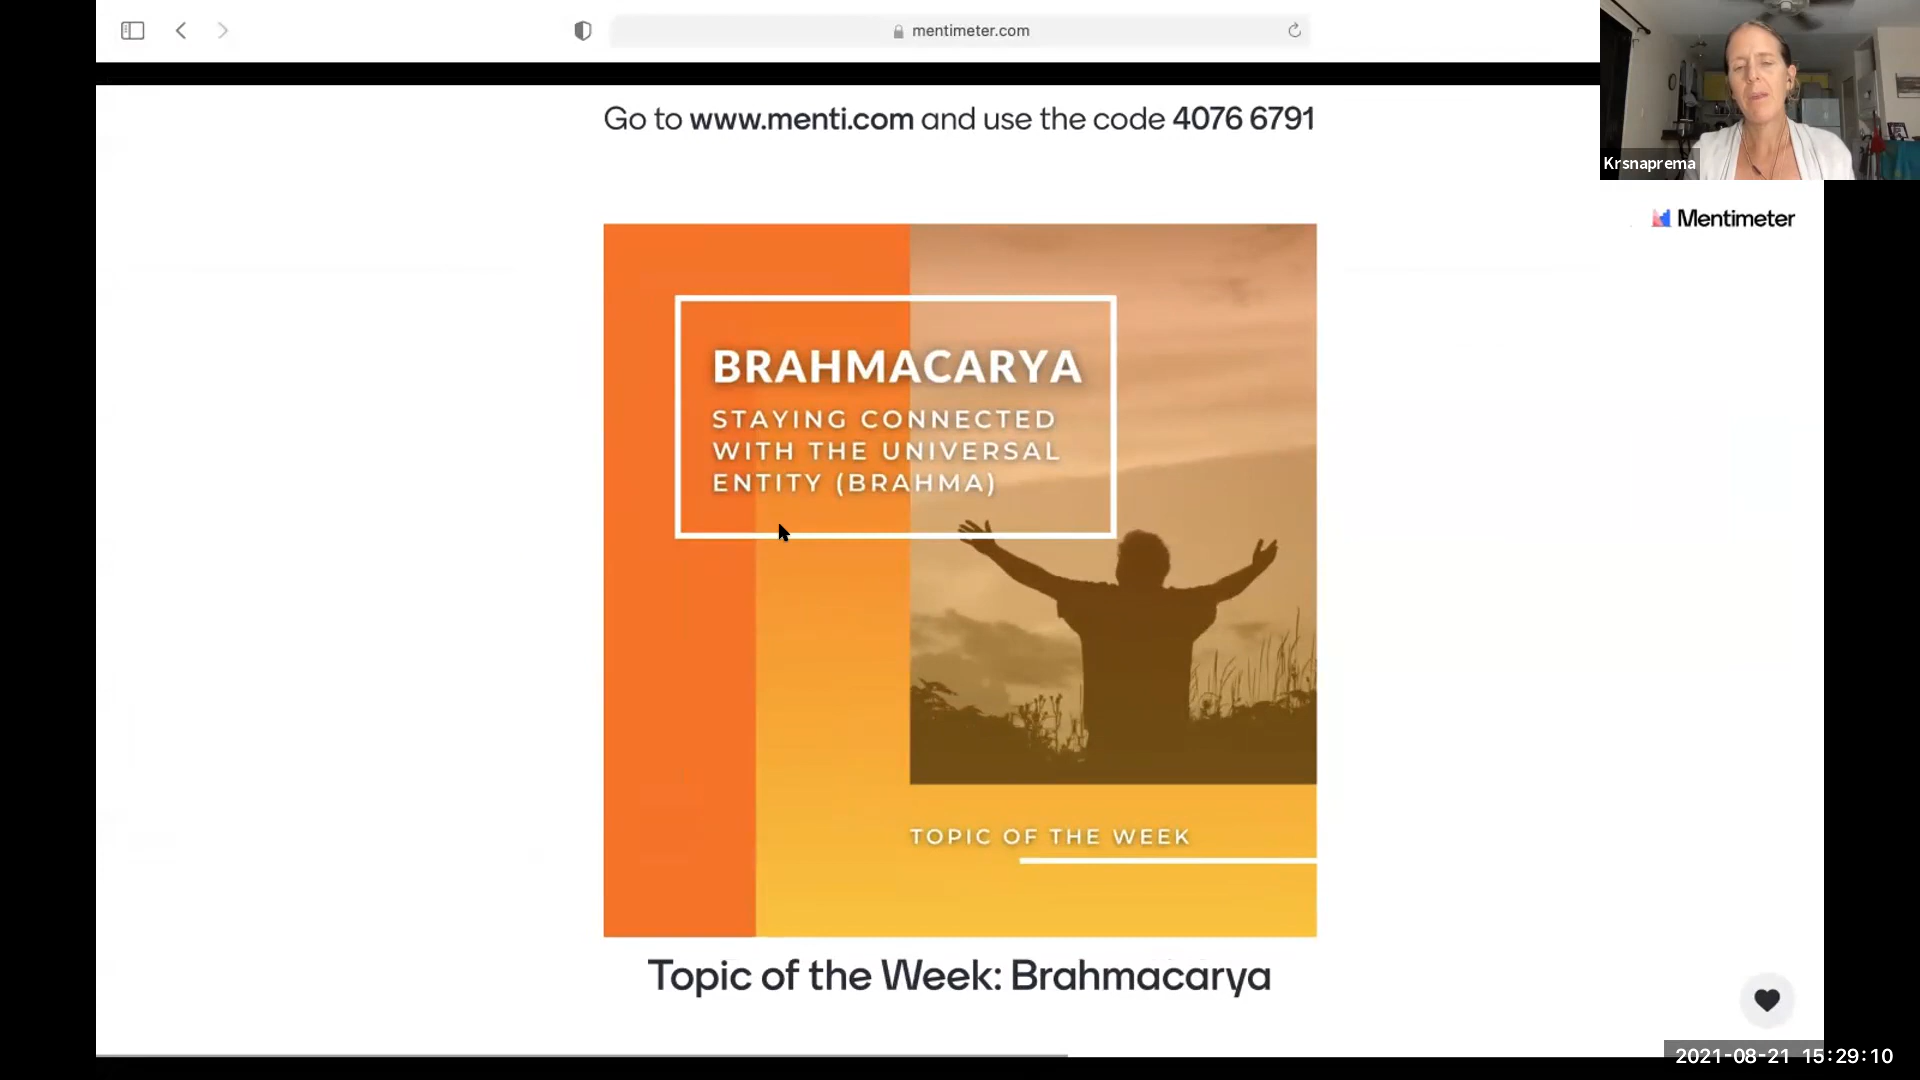 mentimeter.com
Go to www.menti.com and use the code 4076 6791
Krsnaprema
Mentimeter
BRAHMACARYA
STAYING CONNECTED
WITH THE UNIVERSAL
ENTITY (BRAHMA)
TOPIC OF THE WEEK
Topic of the Week: Brahmacarya
2021-08-21 15:29:10